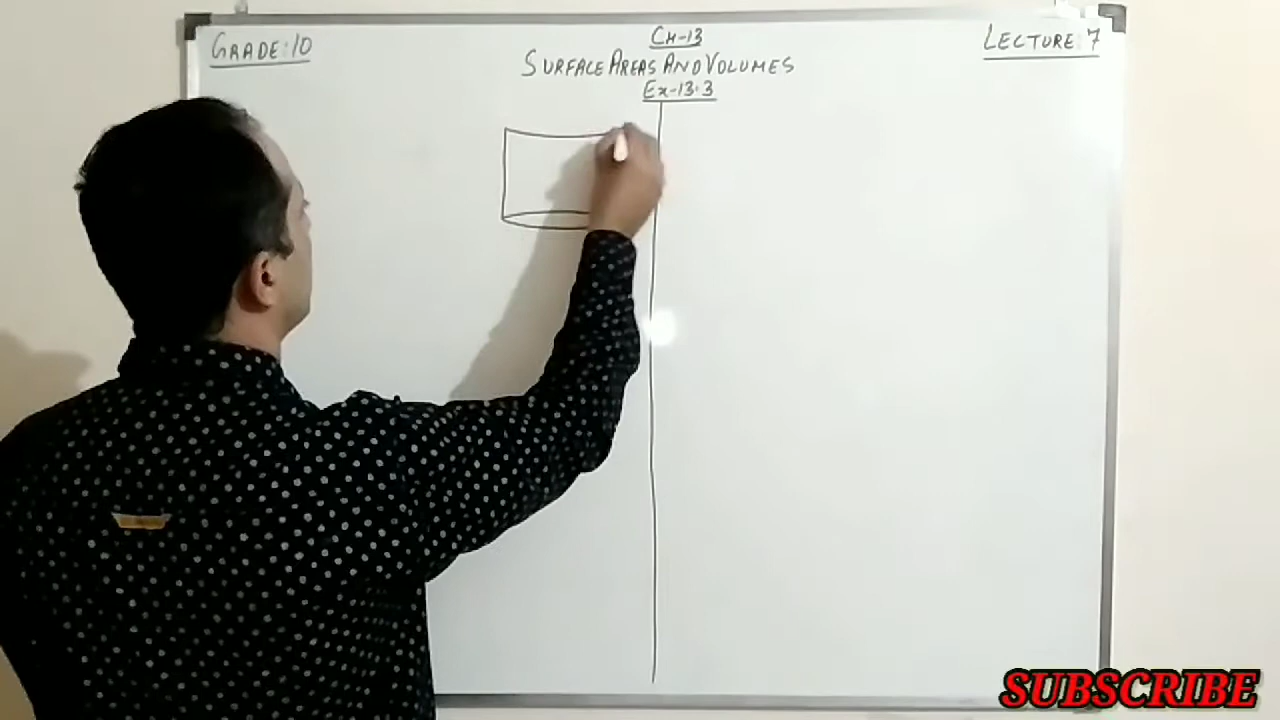 GRADE:10
CH-13
SURFACE AREAS AND VOLUMES
Ex-13.3
LECTURE:7
SUBSCRIBE